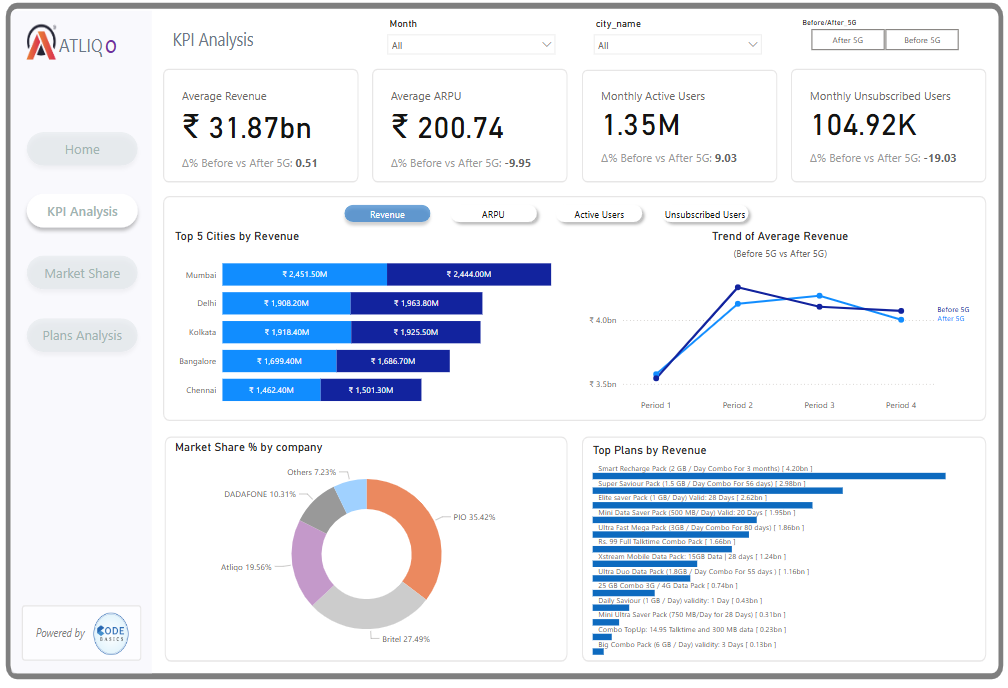 ATLIQO
KPI Analysis
Month
All
city_name
All
Before/After_5G
After 5G
Before 5G
Home
KPI Analysis
Market Share
Plans Analysis
Powered by
CODE
BASICS
Average Revenue
₹ 31.87bn
Δ% Before vs After 5G: 0.51
Average ARPU
₹ 200.74
Δ% Before vs After 5G: -9.95
Monthly Active Users
1.35M
Δ% Before vs After 5G: 9.03
Monthly Unsubscribed Users
104.92K
Δ% Before vs After 5G: -19.03
Revenue
ARPU
Active Users
Unsubscribed Users
Top 5 Cities by Revenue
Mumbai ₹ 2,451.50M ₹ 2,444.00M
Delhi ₹ 1,908.20M ₹ 1,963.80M
Kolkata ₹ 1,918.40M ₹ 1,925.50M
Bangalore ₹ 1,699.40M ₹ 1,686.70M
Chennai ₹ 1,462.40M ₹ 1,501.30M
Trend of Average Revenue
(Before 5G vs After 5G)
₹ 4.0bn
₹ 3.5bn
Before 5G
After 5G
Period 1
Period 2
Period 3
Period 4
Market Share % by company
Others 7.23%
DADAFONE 10.31%
PIO 35.42%
Atliqo 19.56%
Britel 27.49%
Top Plans by Revenue
Smart Recharge Pack (2 GB / Day Combo For 3 months) [ 4.20bn ]
Super Saviour Pack (1.5 GB / Day Combo For 56 days) [ 2.98bn ]
Elite saver Pack (1 GB/ Day) Valid: 28 Days [ 2.62bn ]
Mini Data Saver Pack (500 MB/ Day) Valid: 20 Days [ 1.95bn ]
Ultra Fast Mega Pack (3GB / Day Combo For 80 days) [ 1.86bn ]
Rs. 99 Full Talktime Combo Pack [ 1.66bn ]
Xstream Mobile Data Pack: 15GB Data | 28 days [ 1.24bn ]
Ultra Duo Data Pack (1.8GB / Day Combo For 55 days ) [ 1.16bn ]
25 GB Combo 3G / 4G Data Pack [ 0.74bn ]
Daily Saviour (1 GB / Day) validity: 1 Day [ 0.43bn ]
Mini Ultra Saver Pack (750 MB/Day for 28 Days) [ 0.31bn ]
Combo TopUp: 14.95 Talktime and 300 MB data [ 0.23bn ]
Big Combo Pack (6 GB / Day) validity: 3 Days [ 0.13bn ]